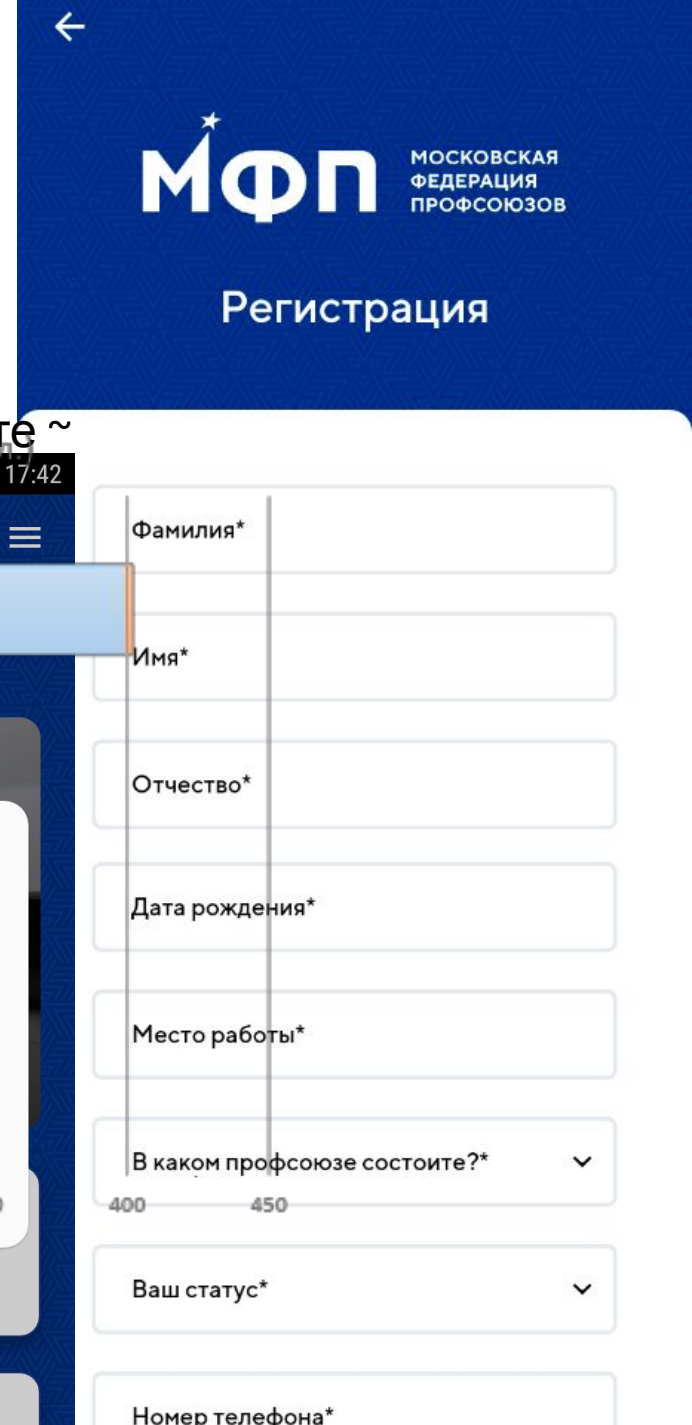 МФП
МОСКОВСКАЯ
ФЕДЕРАЦИЯ
ПРОФСОЮЗОВ
Регистрация
~
17:42
Фамилия*
Имя*
Отчество*
Дата рождения*
Место работы*
В каком профсоюзе состоите?*
400
450
Ваш статус*
Номер телефона*